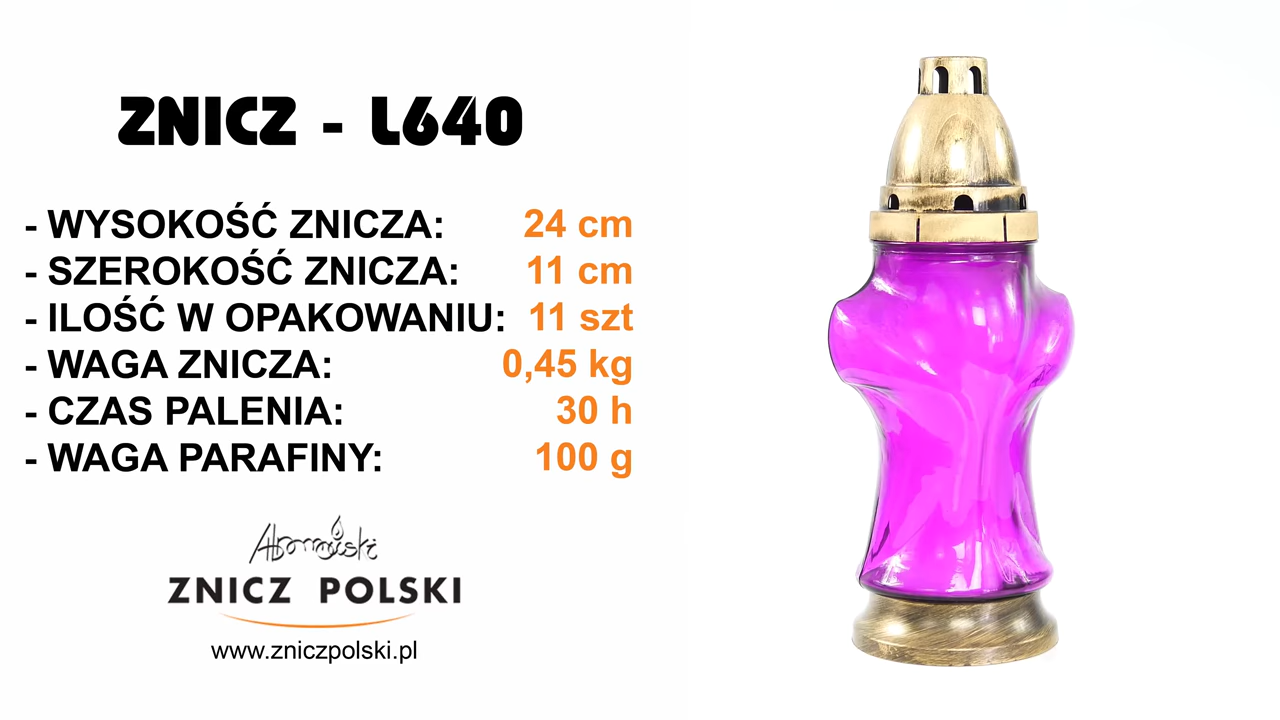 ZNICZ - L640
- WYSOKOŚĆ ZNICZA: 24 cm
- SZEROKOŚĆ ZNICZA: 11 cm
- ILOŚĆ W OPAKOWANIU: 11 szt
- WAGA ZNICZA: 0,45 kg
- CZAS PALENIA: 30 h
- WAGA PARAFINY: 100 g
ZNICZ POLSKI
www.zniczpolski.pl